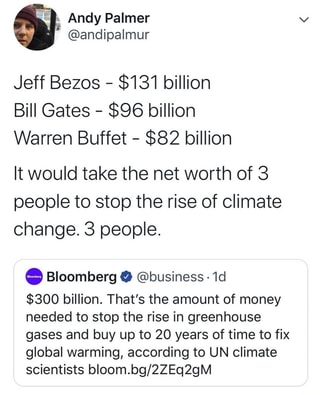 Andy Palmer
@andipalmur
Jeff Bezos - $131 billion
Bill Gates - $96 billion
Warren Buffet - $82 billion
It would take the net worth of 3
people to stop the rise of climate
change. 3 people.
Bloomberg @business · 1d
$300 billion. That's the amount of money
needed to stop the rise in greenhouse
gases and buy up to 20 years of time to fix
global warming, according to UN climate
scientists bloom.bg/2ZEq2gM